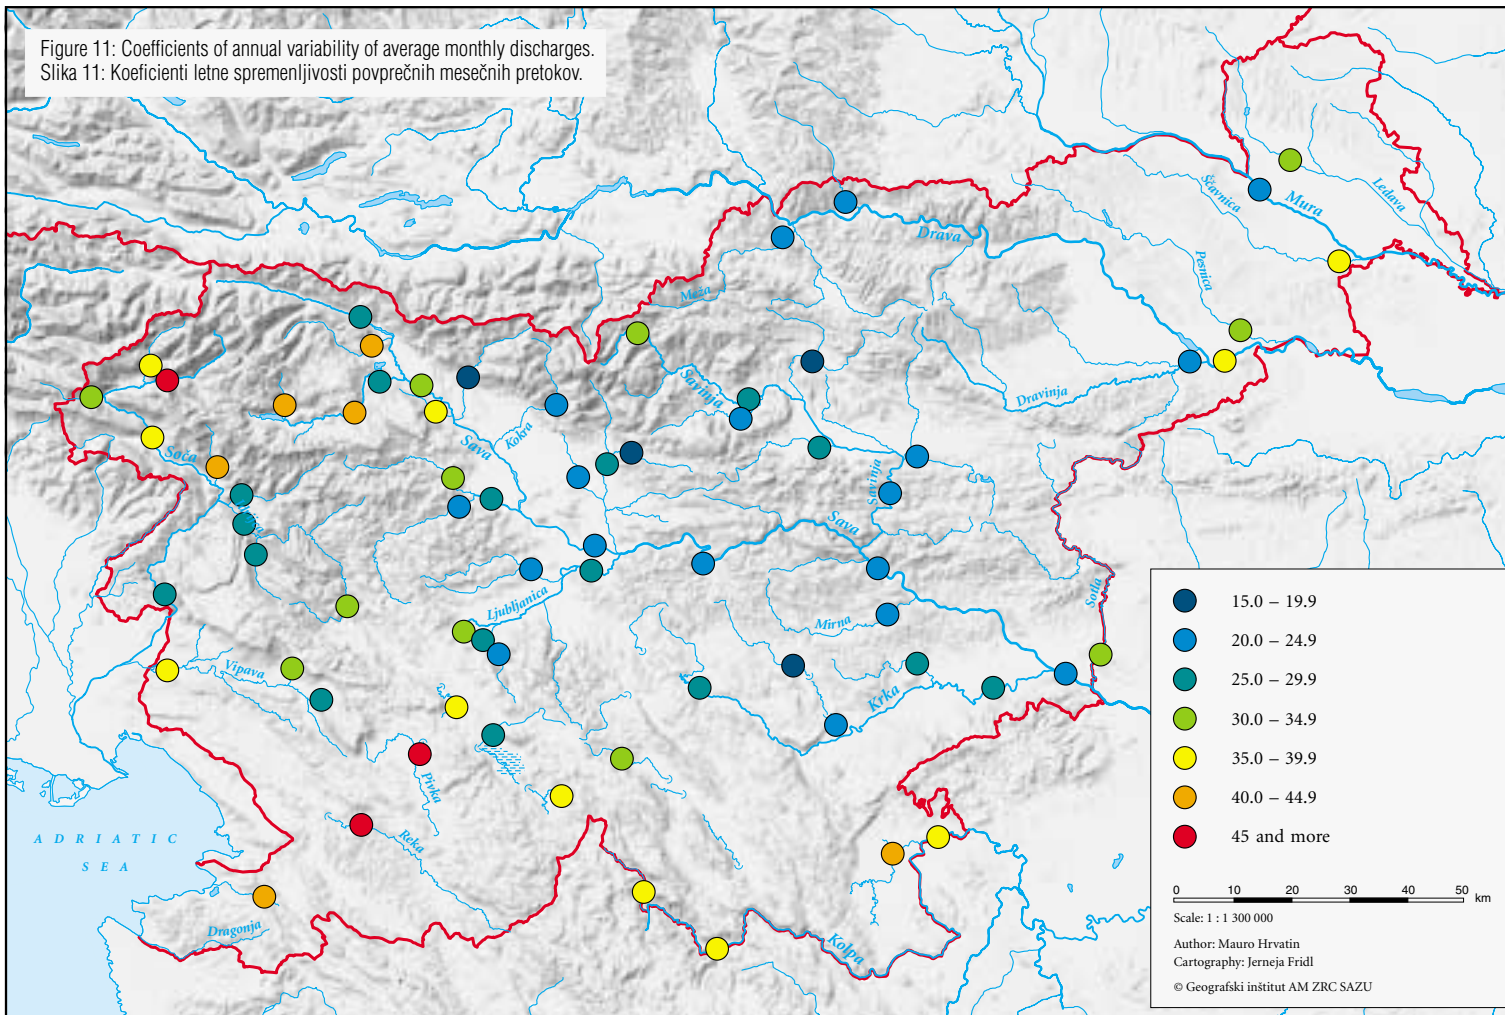 Figure 11: Coefficients of annual variability of average monthly discharges.
Slika 11: Koeficienti letne spremenljivosti povprečnih mesečnih pretokov.
Ščavnica
Mura
Ledava
Drava
Pesnica
Meža
Savinja
Dravinja
Kokra
Sava
Soča
Savinja
Sava
Sotla
Ljubljanica
Mirna
Vipava
Krka
Pivka
Reka
ADRIATIC
SEA
Dragonja
Kolpa
15.0 – 19.9
20.0 – 24.9
25.0 – 29.9
30.0 – 34.9
35.0 – 39.9
40.0 – 44.9
45 and more
0 10 20 30 40 50 km
Scale: 1 : 1 300 000
Author: Mauro Hrvatin
Cartography: Jerneja Fridl
© Geografski inštitut AM ZRC SAZU